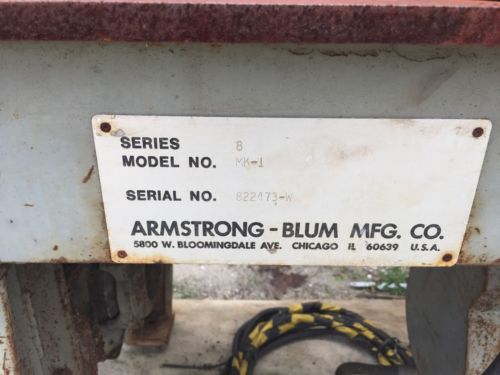 SERIES 8
MODEL NO. MK-1
SERIAL NO. 822473-W
ARMSTRONG - BLUM MFG. CO.
5800 W. BLOOMINGDALE AVE. CHICAGO IL 60639 U.S.A.